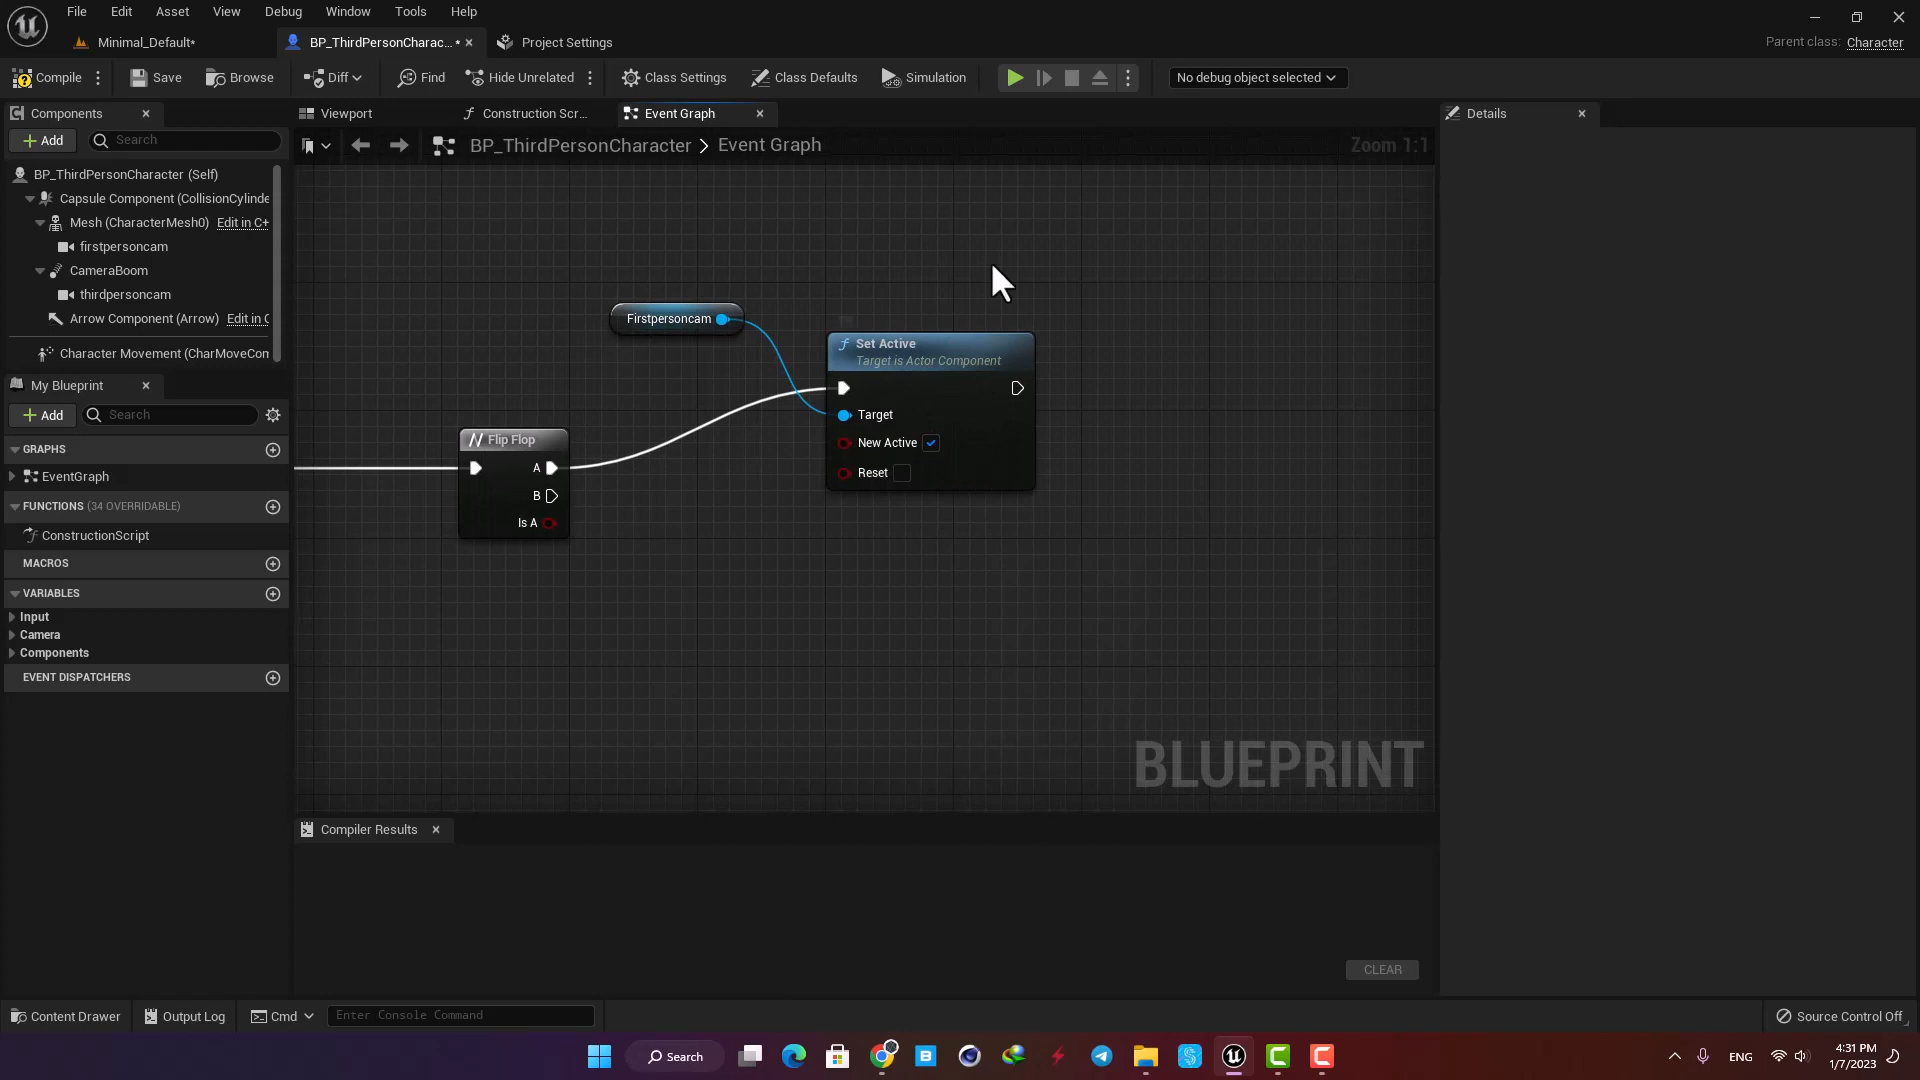 File Edit Asset View Debug Window Tools Help
Minimal_Default*
BP_ThirdPersonCharac... *
Project Settings
Parent class: Character
Compile
Save
Browse
Diff
Find
Hide Unrelated
Class Settings
Class Defaults
Simulation
No debug object selected
Components
Viewport
Construction Scr...
Event Graph
Details
Add
Search
BP_ThirdPersonCharacter > Event Graph
Zoom 1:1
BP_ThirdPersonCharacter (Self)
Capsule Component (CollisionCylinde
Mesh (CharacterMesh0) Edit in C+
firstpersoncam
CameraBoom
thirdpersoncam
Arrow Component (Arrow) Edit in C
Character Movement (CharMoveCom
My Blueprint
Add
Search
GRAPHS
EventGraph
FUNCTIONS (34 OVERRIDABLE)
ConstructionScript
MACROS
VARIABLES
Input
Camera
Components
EVENT DISPATCHERS
Firstpersoncam
Set Active
Target is Actor Component
Target
New Active
Reset
Flip Flop
A
B
Is A
BLUEPRINT
Compiler Results
CLEAR
Content Drawer
Output Log
Cmd
Enter Console Command
Source Control Off
Search
ENG
4:31 PM
1/7/2023